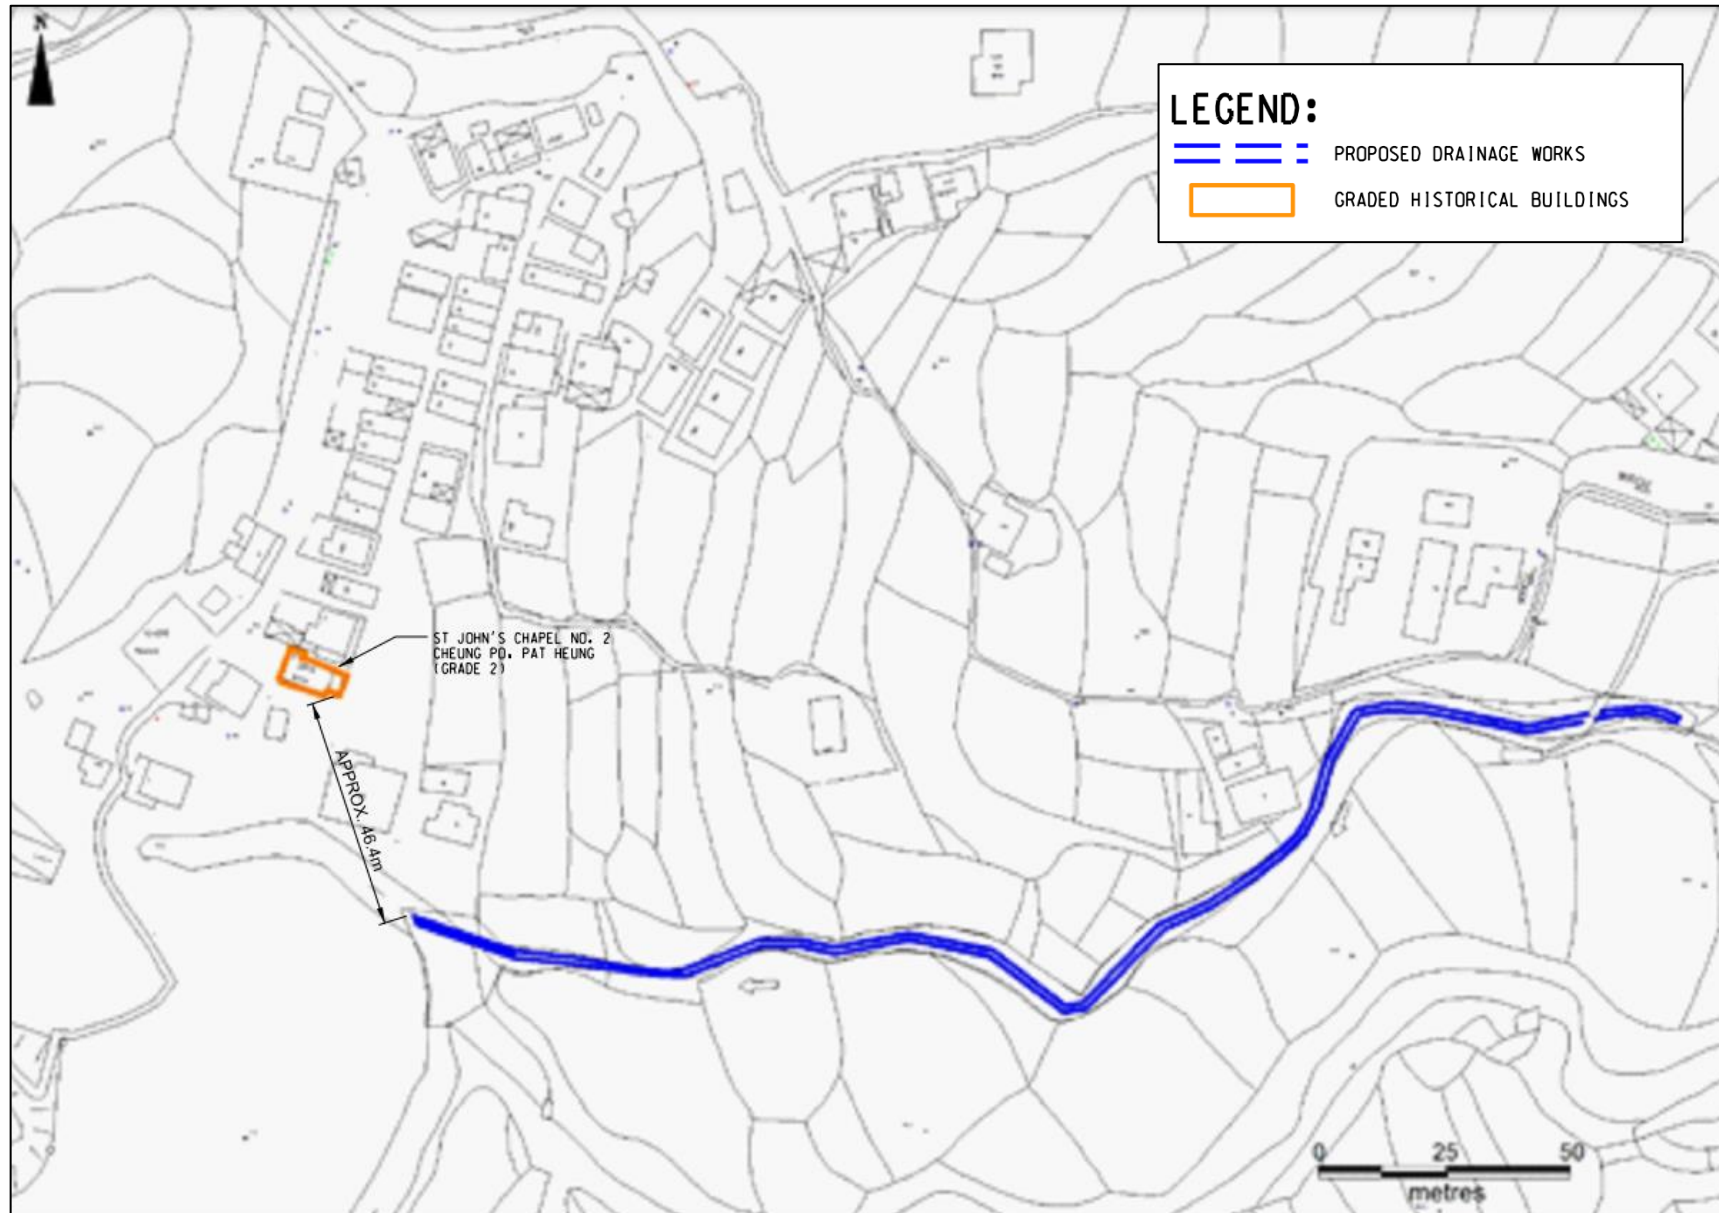 N
LEGEND:
PROPOSED DRAINAGE WORKS
GRADED HISTORICAL BUILDINGS
ST JOHN'S CHAPEL NO. 2
CHEUNG PO, PAT HEUNG
(GRADE 2)
APPROX. 46.4m
0 25 50
metres